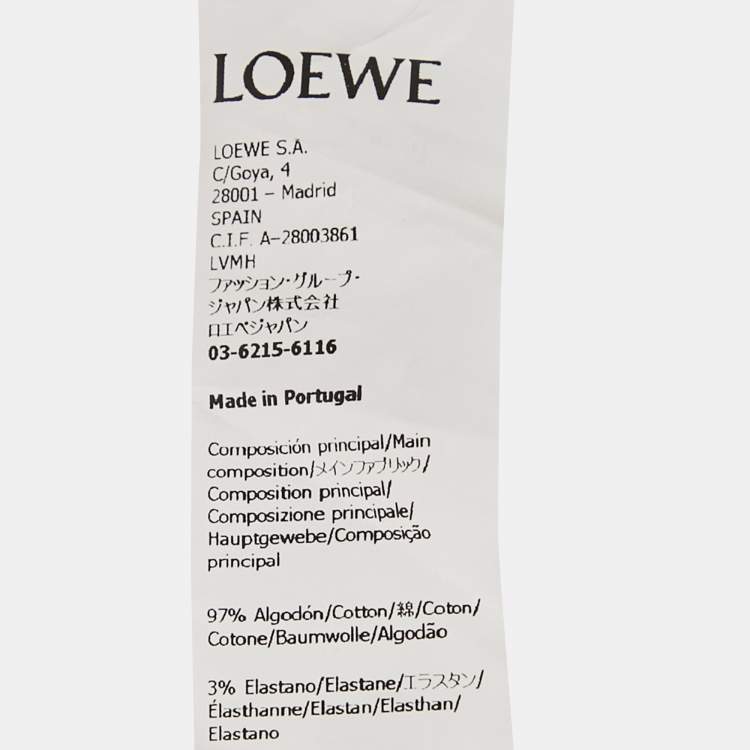 LOEWE
LOEWE S.A.
C/Goya, 4
28001 – Madrid
SPAIN
C.I.F. A-28003861
LVMH
ファッション・グループ・
ジャパン株式会社
ロエベジャパン
03-6215-6116
Made in Portugal
Composición principal/Main
composition/メインファブリック/
Composition principal/
Composizione principale/
Hauptgewebe/Composição
principal
97% Algodón/Cotton/綿/Coton/
Cotone/Baumwolle/Algodão
3% Elastano/Elastane/エラスタン/
Élasthanne/Elastan/Elasthan/
Elastano